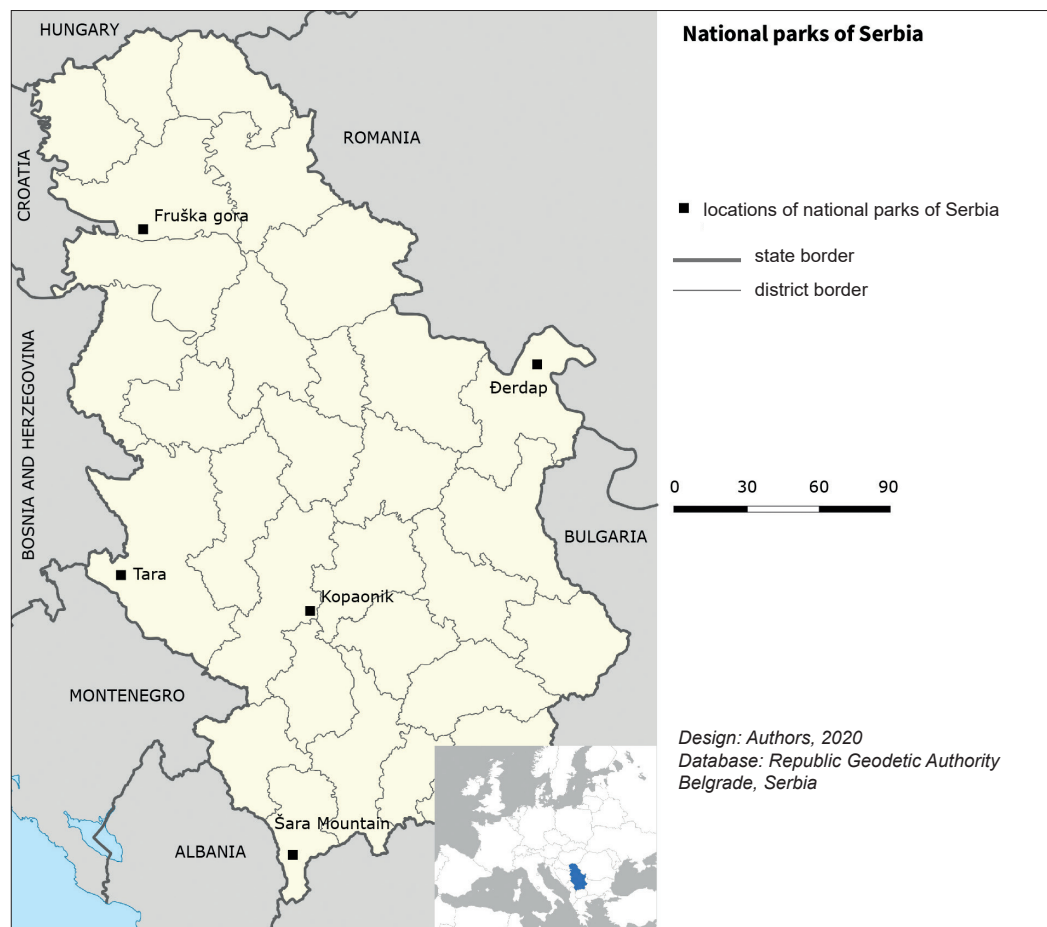 National parks of Serbia
HUNGARY
ROMANIA
CROATIA
Fruška gora
locations of national parks of Serbia
state border
district border
BOSNIA AND HERZEGOVINA
Đerdap
0 30 60 90
BULGARIA
Tara
Kopaonik
MONTENEGRO
Šara Mountain
ALBANIA
Design: Authors, 2020
Database: Republic Geodetic Authority
Belgrade, Serbia